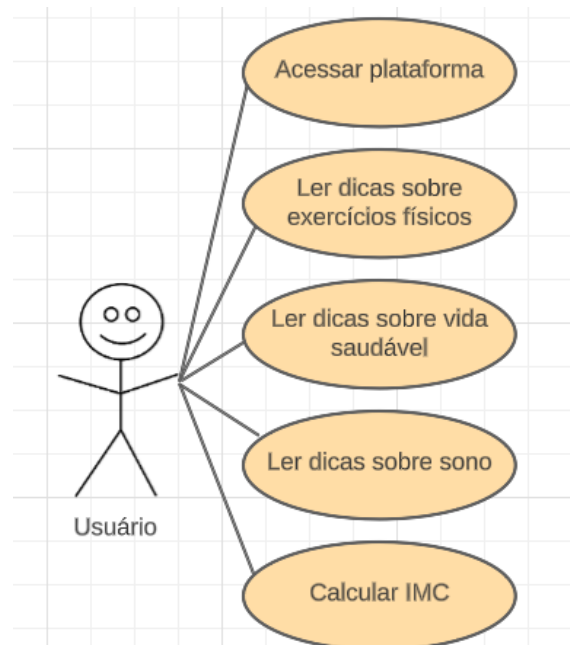 Acessar plataforma
Ler dicas sobre
exercícios físicos
Ler dicas sobre vida
saudável
Ler dicas sobre sono
Usuário
Calcular IMC